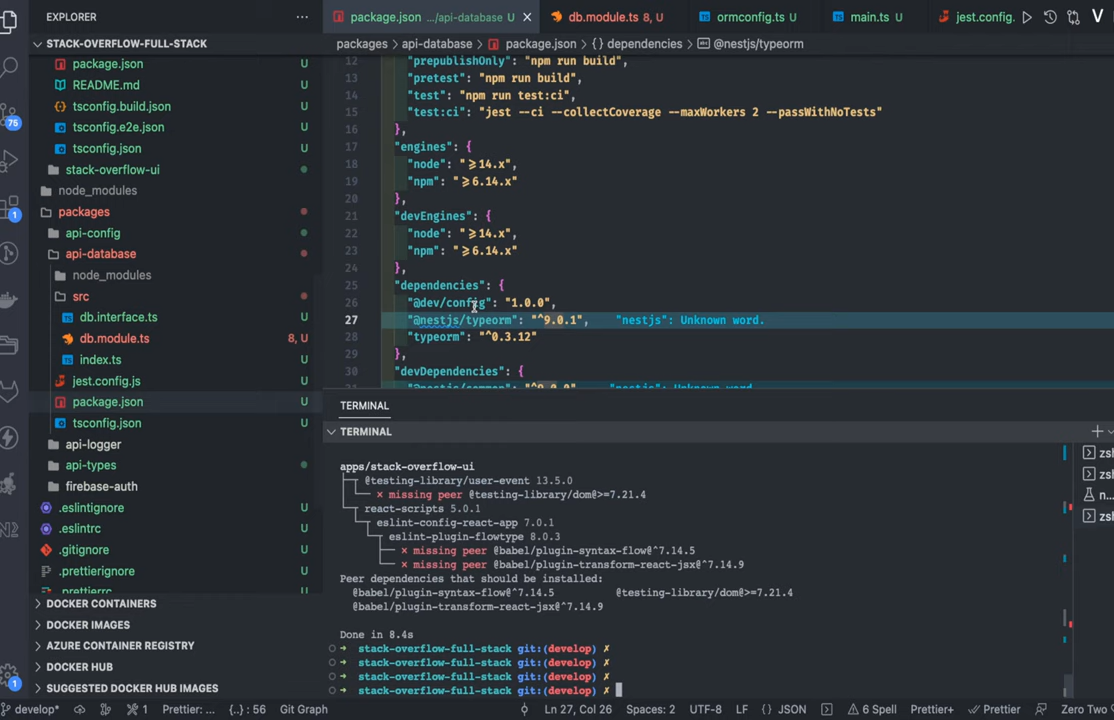 EXPLORER
STACK-OVERFLOW-FULL-STACK
package.json U
README.md U
tsconfig.build.json U
tsconfig.e2e.json U
tsconfig.json U
stack-overflow-ui
node_modules
packages
api-config
api-database
node_modules
src
db.interface.ts U
db.module.ts 8, U
index.ts U
jest.config.js U
package.json U
tsconfig.json U
api-logger
api-types
firebase-auth
.eslintignore U
.eslintrc U
.gitignore U
.prettierignore U
.prettierrc U
DOCKER CONTAINERS
DOCKER IMAGES
AZURE CONTAINER REGISTRY
DOCKER HUB
SUGGESTED DOCKER HUB IMAGES
75
1
1
package.json .../api-database U
db.module.ts 8, U
ormconfig.ts U
main.ts U
jest.config.
packages > api-database > package.json > {} dependencies > @nestjs/typeorm
12 "prepublishOnly": "npm run build",
13 "pretest": "npm run build",
14 "test": "npm run test:ci",
15 "test:ci": "jest --ci --collectCoverage --maxWorkers 2 --passWithNoTests"
16 },
17 "engines": {
18 "node": "≥14.x",
19 "npm": "≥6.14.x"
20 },
21 "devEngines": {
22 "node": "≥14.x",
23 "npm": "≥6.14.x"
24 },
25 "dependencies": {
26 "@dev/config": "1.0.0",
27 "@nestjs/typeorm": "^9.0.1", "nestjs": Unknown word.
28 "typeorm": "^0.3.12"
29 },
30 "devDependencies": {
TERMINAL
TERMINAL
apps/stack-overflow-ui
@testing-library/user-event 13.5.0
✕ missing peer @testing-library/dom@>=7.21.4
react-scripts 5.0.1
eslint-config-react-app 7.0.1
eslint-plugin-flowtype 8.0.3
✕ missing peer @babel/plugin-syntax-flow@^7.14.5
✕ missing peer @babel/plugin-transform-react-jsx@^7.14.9
Peer dependencies that should be installed:
@babel/plugin-syntax-flow@^7.14.5 @testing-library/dom@>=7.21.4
@babel/plugin-transform-react-jsx@^7.14.9
Done in 8.4s
➜ stack-overflow-full-stack git:(develop) ✗
➜ stack-overflow-full-stack git:(develop) ✗
➜ stack-overflow-full-stack git:(develop) ✗
➜ stack-overflow-full-stack git:(develop) ✗
zsh
zsh
n...
zsh
develop* 1 Prettier: ... {..} : 56 Git Graph Ln 27, Col 26 Spaces: 2 UTF-8 LF {} JSON 6 Spell Prettier+ Prettier Zero Two